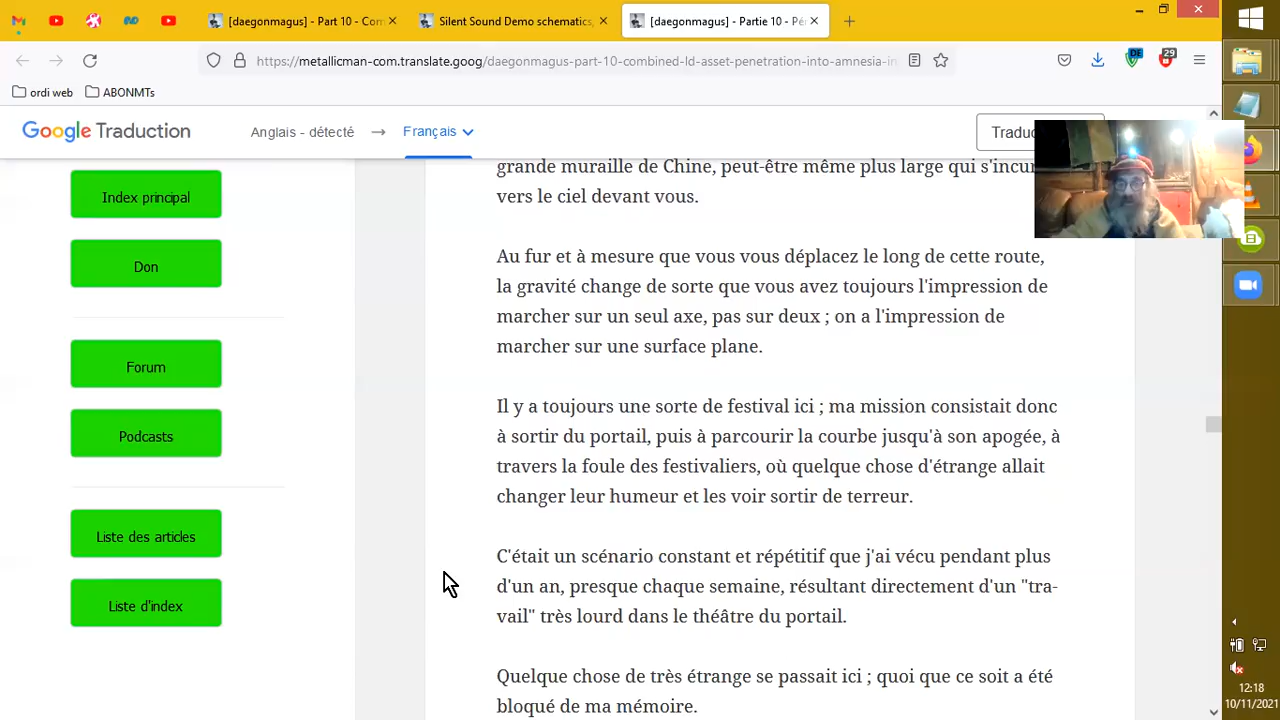 [daegonmagus] - Part 10 - Com
Silent Sound Demo schematics,
[daegonmagus] - Partie 10 - Pé
https://metallicman-com.translate.goog/daegonmagus-part-10-combined-ld-asset-penetration-into-amnesia-in
DE
29
ordi web
ABONMTs
Google Traduction
Anglais - détecté
Français
Traduc
Index principal
Don
Forum
Podcasts
Liste des articles
Liste d'index
grande muraille de Chine, peut-être même plus large qui s'incur
vers le ciel devant vous.
Au fur et à mesure que vous vous déplacez le long de cette route,
la gravité change de sorte que vous avez toujours l'impression de
marcher sur un seul axe, pas sur deux ; on a l'impression de
marcher sur une surface plane.
Il y a toujours une sorte de festival ici ; ma mission consistait donc
à sortir du portail, puis à parcourir la courbe jusqu'à son apogée, à
travers la foule des festivaliers, où quelque chose d'étrange allait
changer leur humeur et les voir sortir de terreur.
C'était un scénario constant et répétitif que j'ai vécu pendant plus
d'un an, presque chaque semaine, résultant directement d'un "tra-
vail" très lourd dans le théâtre du portail.
Quelque chose de très étrange se passait ici ; quoi que ce soit a été
bloqué de ma mémoire.
12:18
10/11/2021